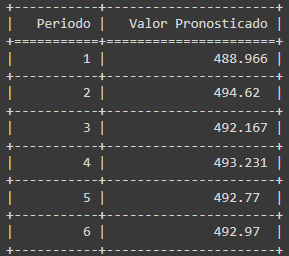 Periodo | Valor Pronosticado
1 | 488.966
2 | 494.62
3 | 492.167
4 | 493.231
5 | 492.77
6 | 492.97